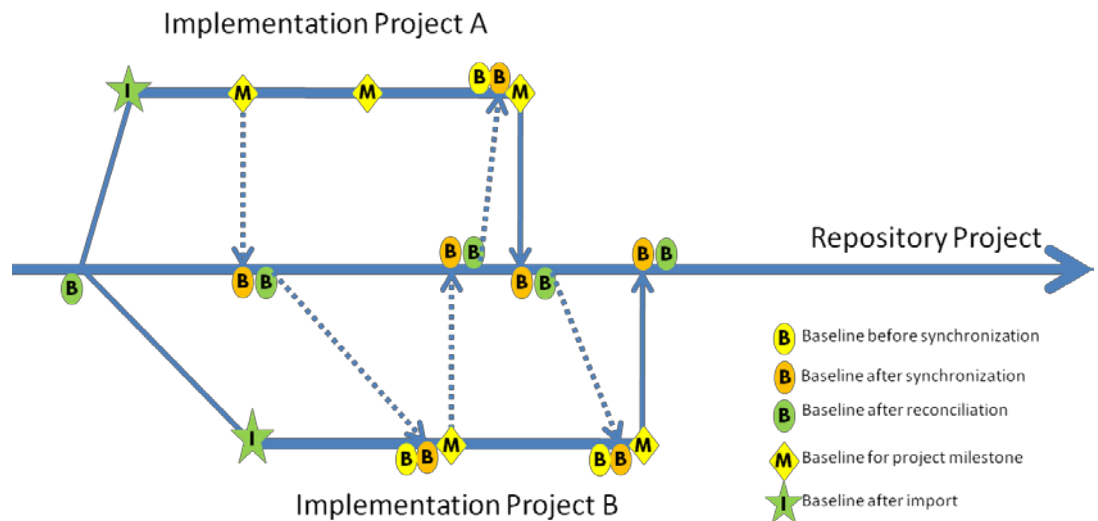 Implementation Project A
B B
I M M M
B B
Repository Project
B B
B
B B
B B
B Baseline before synchronization
B Baseline after synchronization
B Baseline after reconciliation
I M M
B B
B B
M Baseline for project milestone
I Baseline after import
Implementation Project B